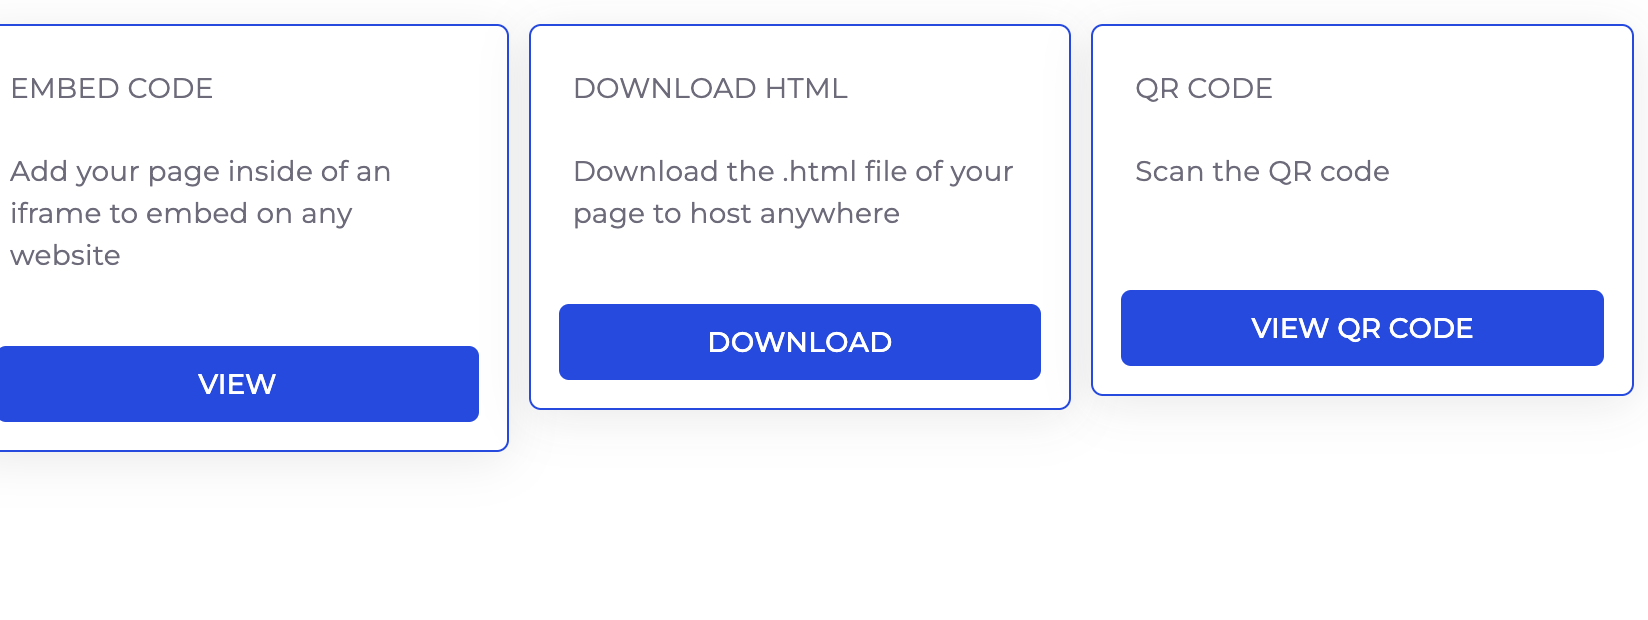 EMBED CODE
Add your page inside of an
iframe to embed on any
website
VIEW
DOWNLOAD HTML
Download the .html file of your
page to host anywhere
DOWNLOAD
QR CODE
Scan the QR code
VIEW QR CODE